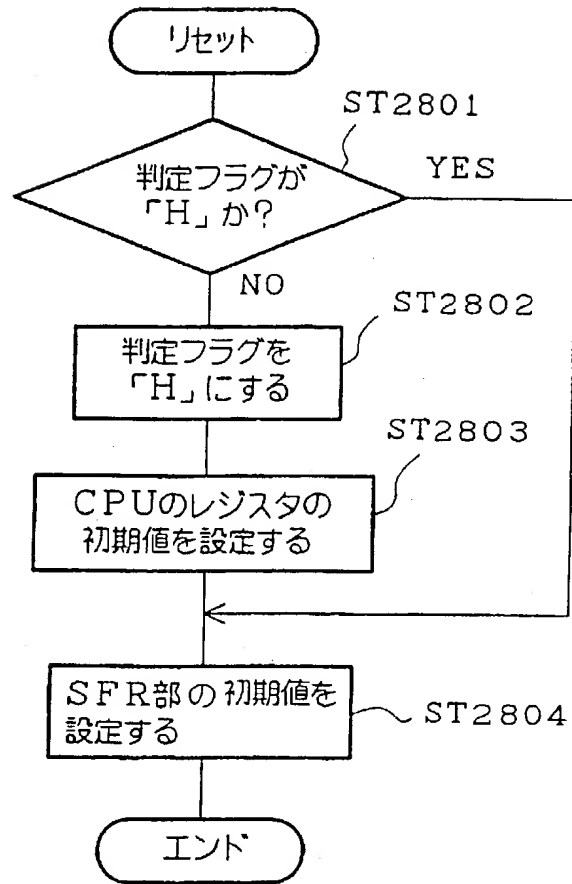 リセット
ST2801
判定フラグが
「H」か?
YES
NO
ST2802
判定フラグを
「H」にする
ST2803
CPUのレジスタの
初期値を設定する
SFR部の初期値を
設定する
ST2804
エンド